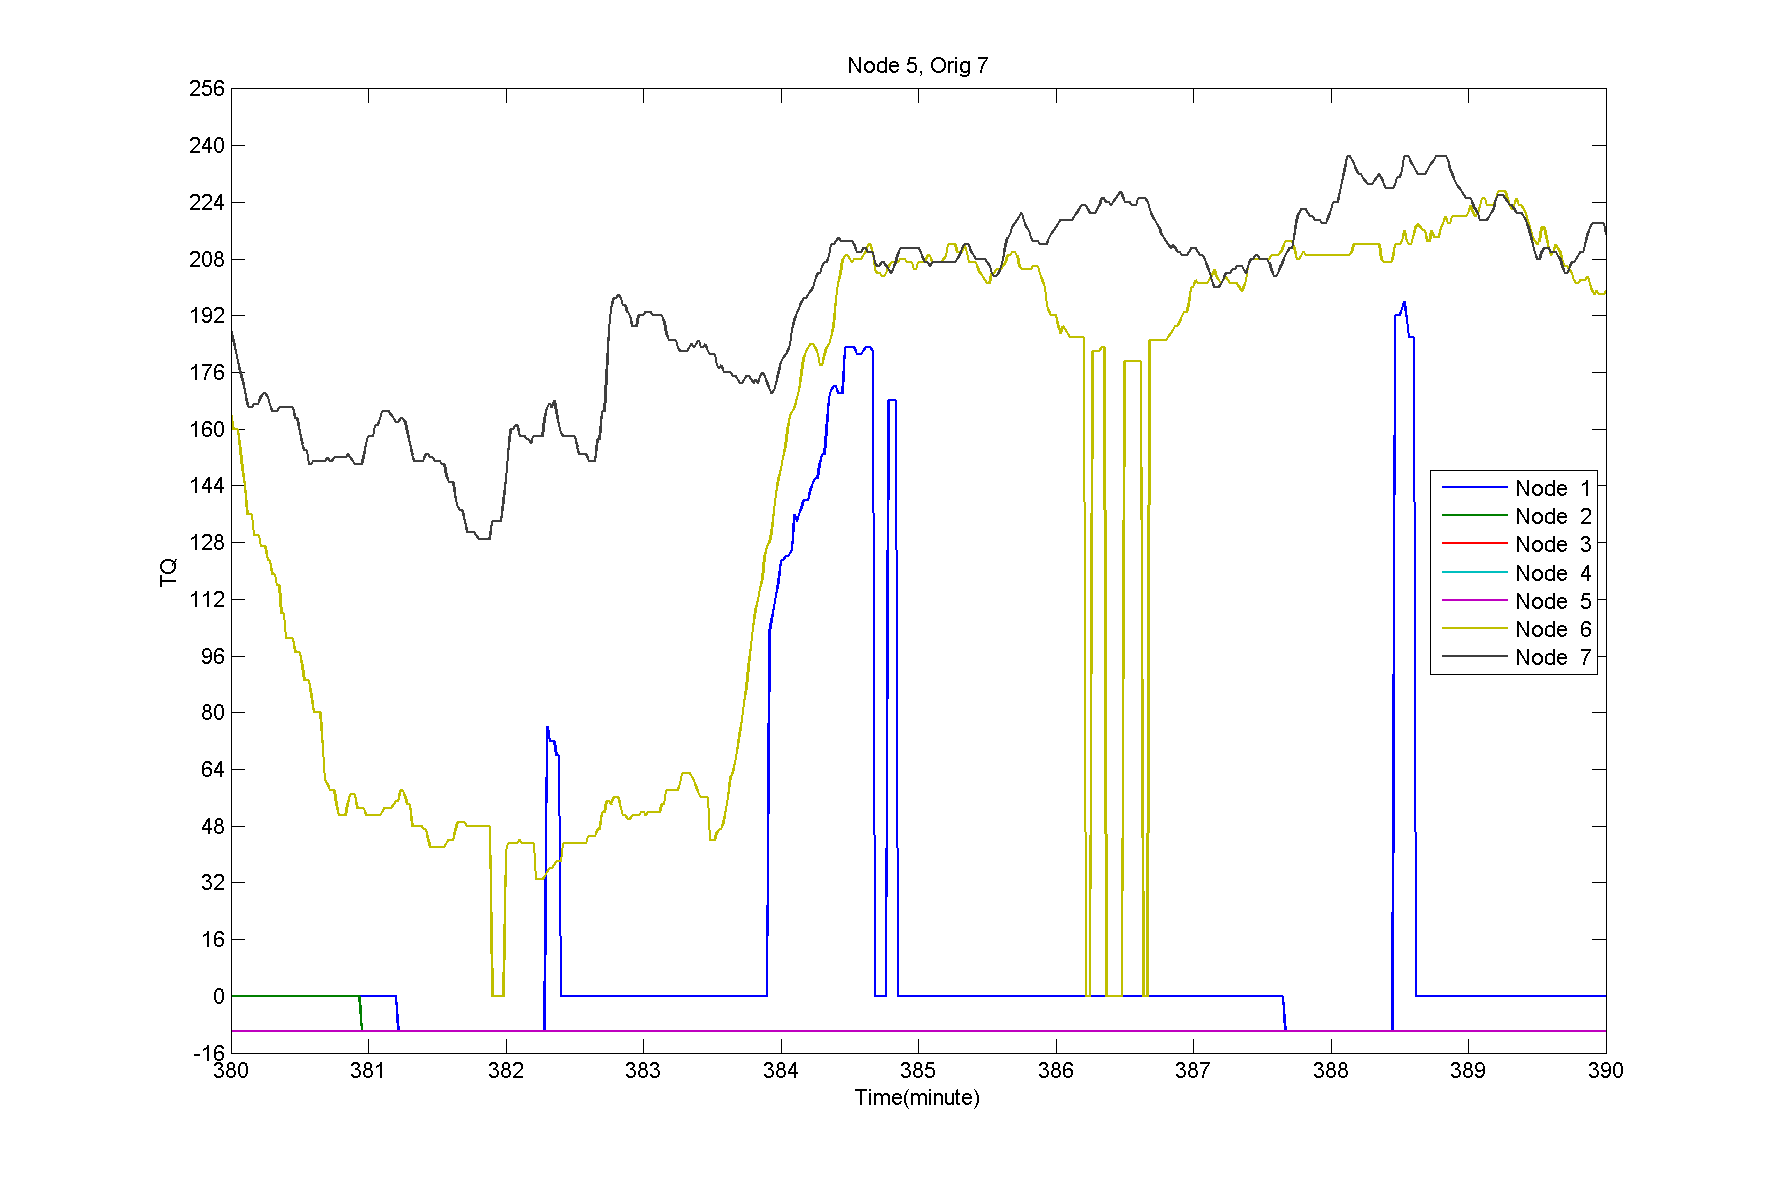 Node 5, Orig 7
256
240
224
208
192
176
160
144
128
112
96
80
64
48
32
16
0
-16
TQ
Node 1
Node 2
Node 3
Node 4
Node 5
Node 6
Node 7
380 381 382 383 384 385 386 387 388 389 390
Time(minute)